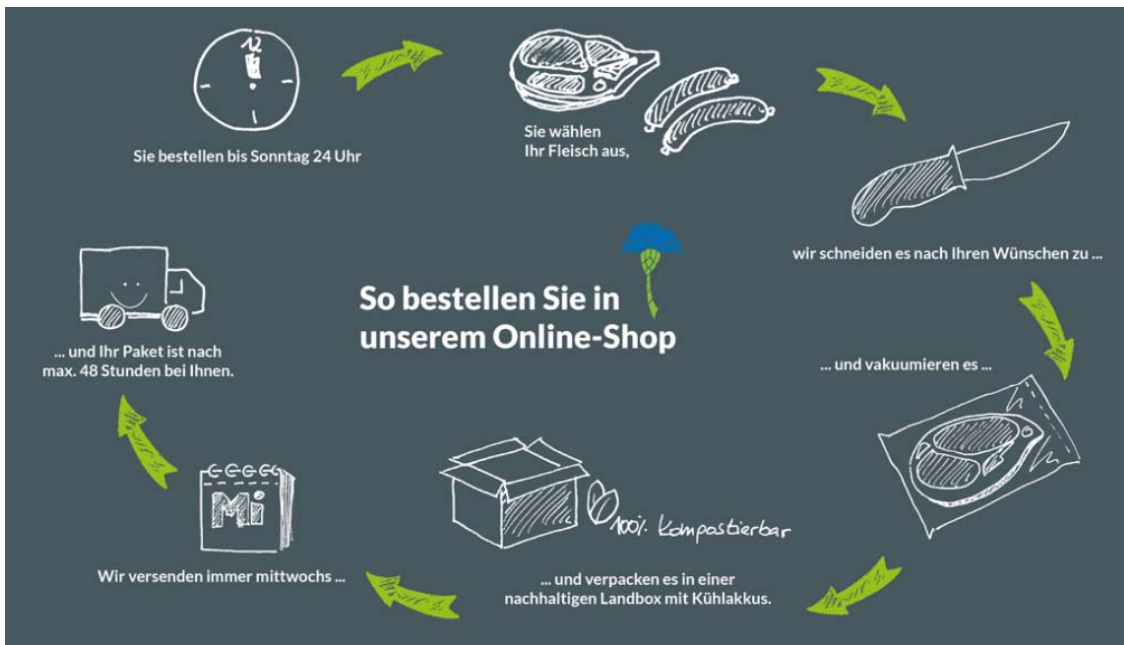 12
Sie bestellen bis Sonntag 24 Uhr
Sie wählen
Ihr Fleisch aus,
wir schneiden es nach Ihren Wünschen zu ...
... und vakuumieren es ...
100% Kompostierbar
... und verpacken es in einer
nachhaltigen Landbox mit Kühlakkus.
Mi
Wir versenden immer mittwochs ...
... und Ihr Paket ist nach
max. 48 Stunden bei Ihnen.
So bestellen Sie in
unserem Online-Shop